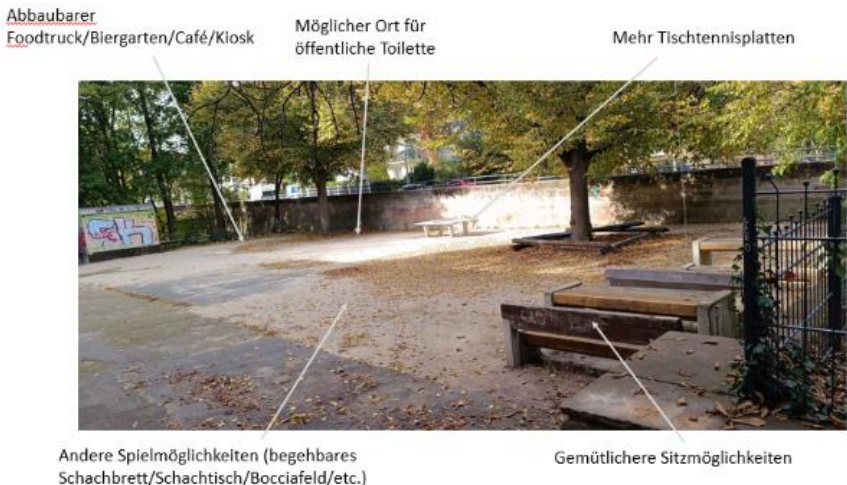 Abbaubarer
Foodtruck/Biergarten/Café/Kiosk
Möglicher Ort für
öffentliche Toilette
Mehr Tischtennisplatten
Andere Spielmöglichkeiten (begehbares
Schachbrett/Schachtisch/Bocciafeld/etc.)
Gemütlichere Sitzmöglichkeiten